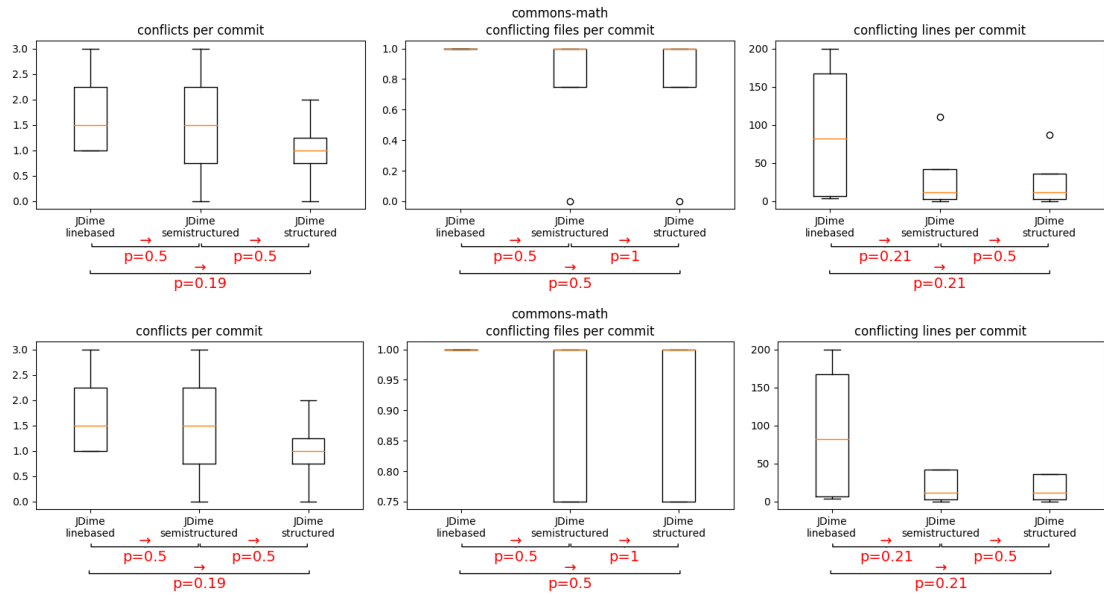 commons-math
conflicts per commit
conflicting files per commit
conflicting lines per commit
3.0
2.5
2.0
1.5
1.0
0.5
0.0
JDime
linebased
JDime
semistructured
JDime
structured
→
p=0.5
→
p=0.5
→
p=0.19
1.0
0.8
0.6
0.4
0.2
0.0
JDime
linebased
JDime
semistructured
JDime
structured
→
p=0.5
→
p=1
→
p=0.5
200
150
100
50
0
JDime
linebased
JDime
semistructured
JDime
structured
→
p=0.21
→
p=0.5
→
p=0.21
commons-math
conflicts per commit
conflicting files per commit
conflicting lines per commit
3.0
2.5
2.0
1.5
1.0
0.5
0.0
JDime
linebased
JDime
semistructured
JDime
structured
→
p=0.5
→
p=0.5
→
p=0.19
1.00
0.95
0.90
0.85
0.80
0.75
JDime
linebased
JDime
semistructured
JDime
structured
→
p=0.5
→
p=1
→
p=0.5
200
150
100
50
0
JDime
linebased
JDime
semistructured
JDime
structured
→
p=0.21
→
p=0.5
→
p=0.21